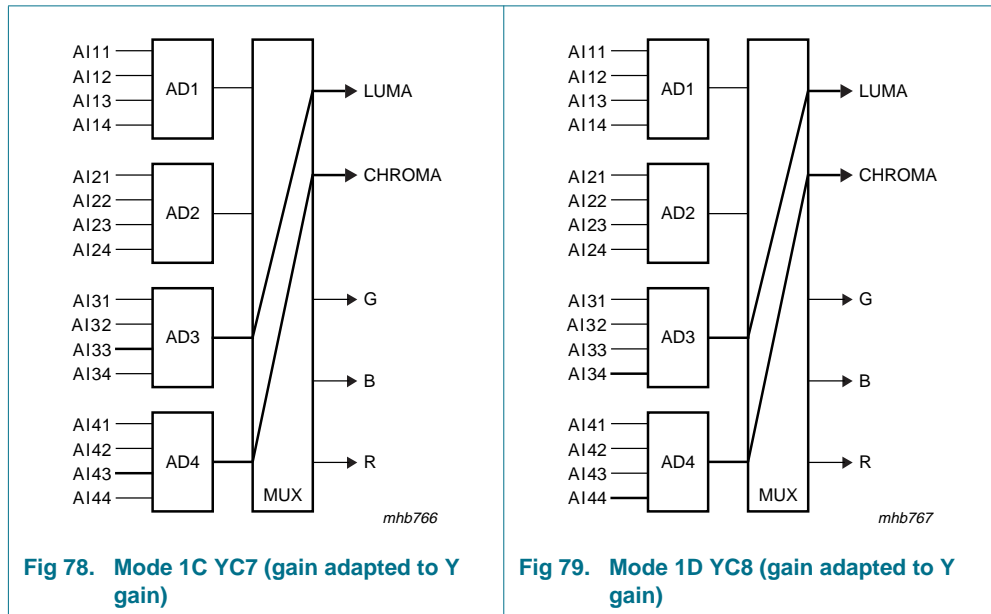 AI11
AI12
AI13
AI14
AD1
LUMA
AI21
AI22
AI23
AI24
AD2
CHROMA
AI31
AI32
AI33
AI34
AD3
G
B
AI41
AI42
AI43
AI44
AD4
R
MUX
mhb766
Fig 78. Mode 1C YC7 (gain adapted to Y
gain)
AI11
AI12
AI13
AI14
AD1
LUMA
AI21
AI22
AI23
AI24
AD2
CHROMA
AI31
AI32
AI33
AI34
AD3
G
B
AI41
AI42
AI43
AI44
AD4
R
MUX
mhb767
Fig 79. Mode 1D YC8 (gain adapted to Y
gain)